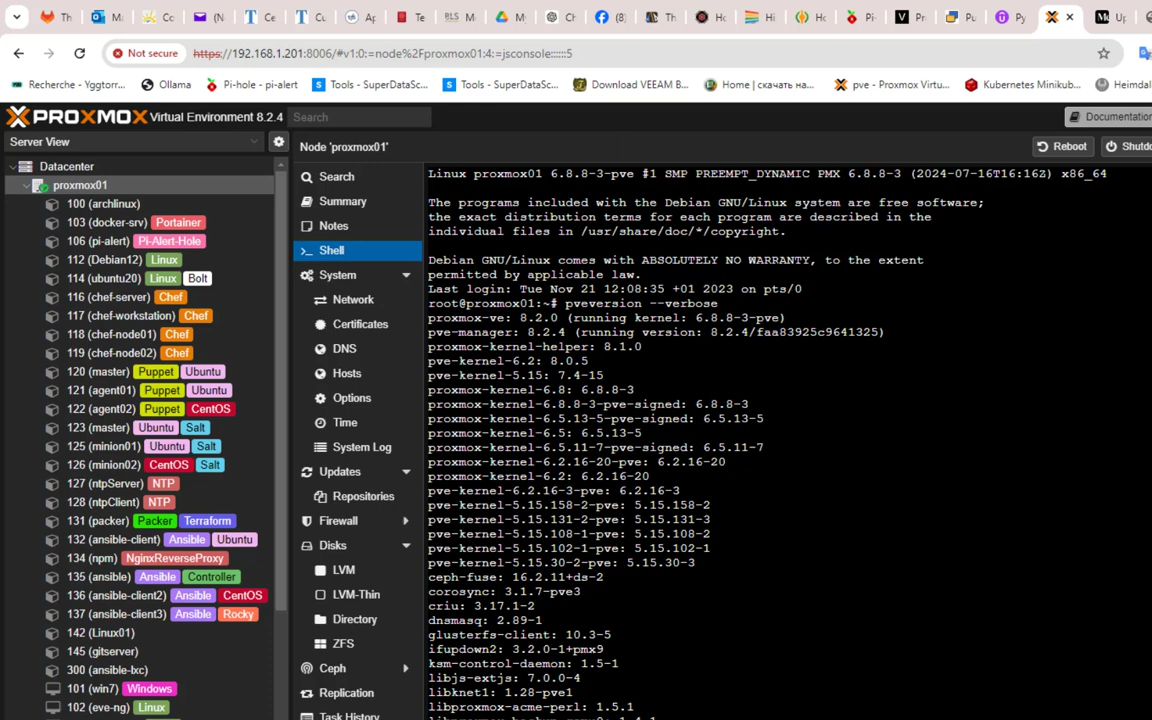 Th
Ma
Co
(N
Ce
Cu
Ap
Te
BLS M
M
Ch
(8)
Th
Ho
Hi
Ho
Pi-
Pr
Pu
Py
Up
Not secure
https://192.168.1.201:8006/#v1:0:=node%2Fproxmox01:4:=jsconsole::::::5
Recherche - Yggtorr...
Ollama
Pi-hole - pi-alert
Tools - SuperDataSc...
Tools - SuperDataSc...
Download VEEAM B...
Home | скачать на...
pve - Proxmox Virtu...
Kubernetes Minikub...
Heimdal
PROXMOX Virtual Environment 8.2.4
Search
Documentation
Server View
Node 'proxmox01'
Reboot
Shutdo
Datacenter
proxmox01
100 (archlinux)
103 (docker-srv) Portainer
106 (pi-alert) Pi-Alert-Hole
112 (Debian12) Linux
114 (ubuntu20) Linux Bolt
116 (chef-server) Chef
117 (chef-workstation) Chef
118 (chef-node01) Chef
119 (chef-node02) Chef
120 (master) Puppet Ubuntu
121 (agent01) Puppet Ubuntu
122 (agent02) Puppet CentOS
123 (master) Ubuntu Salt
125 (minion01) Ubuntu Salt
126 (minion02) CentOS Salt
127 (ntpServer) NTP
128 (ntpClient) NTP
131 (packer) Packer Terraform
132 (ansible-client) Ansible Ubuntu
134 (npm) NginxReverseProxy
135 (ansible) Ansible Controller
136 (ansible-client2) Ansible CentOS
137 (ansible-client3) Ansible Rocky
142 (Linux01)
145 (gitserver)
300 (ansible-lxc)
101 (win7) Windows
102 (eve-ng) Linux
Search
Summary
Notes
Shell
System
Network
Certificates
DNS
Hosts
Options
Time
System Log
Updates
Repositories
Firewall
Disks
LVM
LVM-Thin
Directory
ZFS
Ceph
Replication
Task History
Linux proxmox01 6.8.8-3-pve #1 SMP PREEMPT_DYNAMIC PMX 6.8.8-3 (2024-07-16T16:16Z) x86_64
The programs included with the Debian GNU/Linux system are free software;
the exact distribution terms for each program are described in the
individual files in /usr/share/doc/*/copyright.
Debian GNU/Linux comes with ABSOLUTELY NO WARRANTY, to the extent
permitted by applicable law.
Last login: Tue Nov 21 12:08:35 +01 2023 on pts/0
root@proxmox01:~# pveversion --verbose
proxmox-ve: 8.2.0 (running kernel: 6.8.8-3-pve)
pve-manager: 8.2.4 (running version: 8.2.4/faa83925c9641325)
proxmox-kernel-helper: 8.1.0
pve-kernel-6.2: 8.0.5
pve-kernel-5.15: 7.4-15
proxmox-kernel-6.8: 6.8.8-3
proxmox-kernel-6.8.8-3-pve-signed: 6.8.8-3
proxmox-kernel-6.5.13-5-pve-signed: 6.5.13-5
proxmox-kernel-6.5: 6.5.13-5
proxmox-kernel-6.5.11-7-pve-signed: 6.5.11-7
proxmox-kernel-6.2.16-20-pve: 6.2.16-20
proxmox-kernel-6.2: 6.2.16-20
pve-kernel-6.2.16-3-pve: 6.2.16-3
pve-kernel-5.15.158-2-pve: 5.15.158-2
pve-kernel-5.15.131-2-pve: 5.15.131-3
pve-kernel-5.15.108-1-pve: 5.15.108-2
pve-kernel-5.15.102-1-pve: 5.15.102-1
pve-kernel-5.15.30-2-pve: 5.15.30-3
ceph-fuse: 16.2.11+ds-2
corosync: 3.1.7-pve3
criu: 3.17.1-2
dnsmasq: 2.89-1
glusterfs-client: 10.3-5
ifupdown2: 3.2.0-1+pmx9
ksm-control-daemon: 1.5-1
libjs-extjs: 7.0.0-4
libknet1: 1.28-pve1
libproxmox-acme-perl: 1.5.1